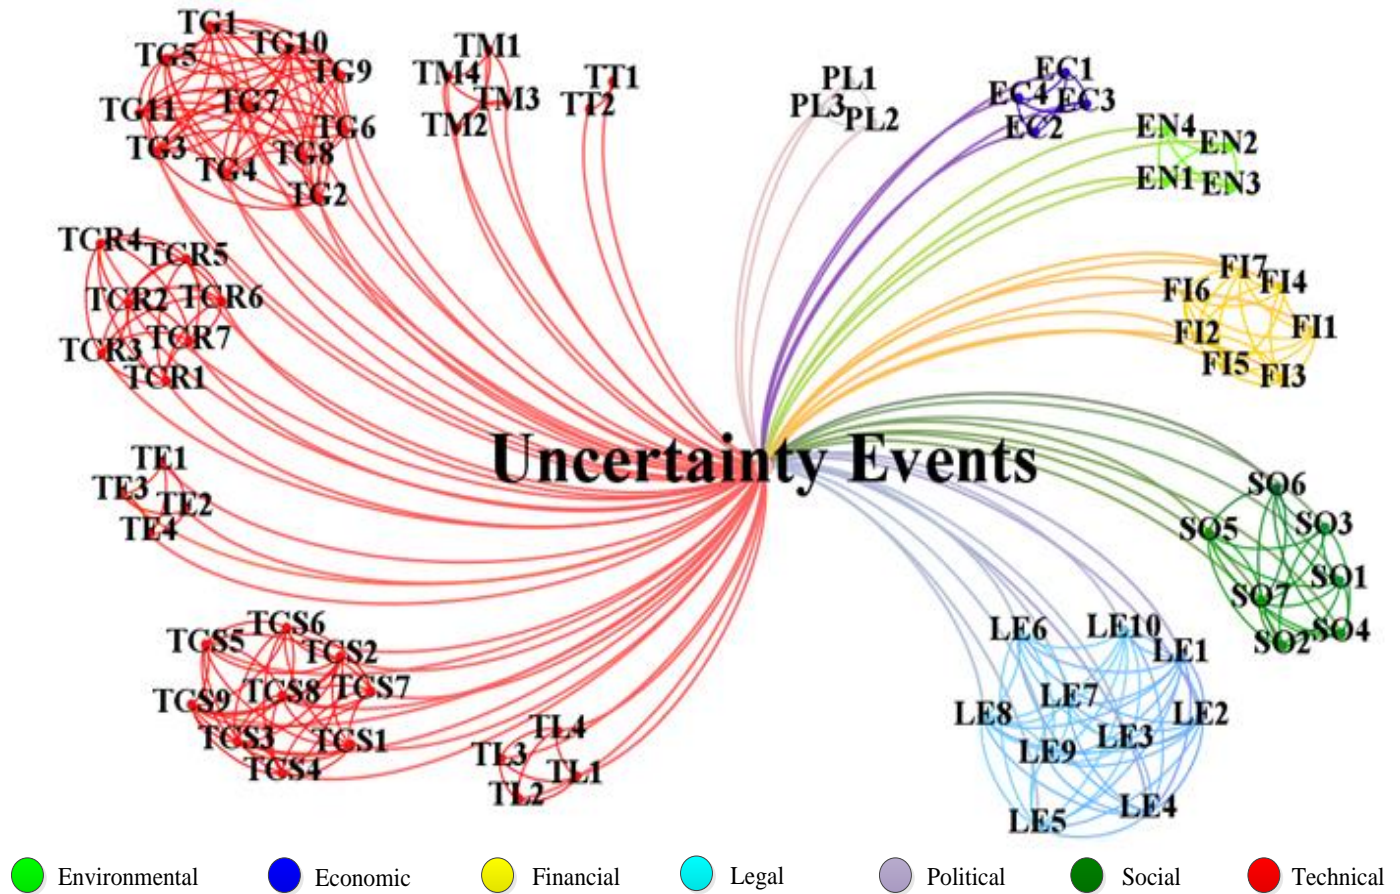 TG1
TG5
TG10
TG9
TG11
TG7
TG6
TG3
TG8
TG4
TG2
TM1
TM4
TM3
TM2
TT1
TT2
PL1
PL3
PL2
EC1
EC4
EC3
EC2
EN4
EN2
EN1
EN3
TCR4
TCR5
TCR2
TCR6
TCR7
TCR3
TCR1
FI7
FI4
FI6
FI1
FI2
FI5
FI3
Uncertainty Events
TE1
TE3
TE2
TE4
SO6
SO5
SO3
SO1
SO7
SO4
SO2
TCS6
TCS5
TCS2
TCS9
TCS8
TCS7
TCS3
TCS1
TCS4
TL4
TL3
TL1
TL2
LE6
LE10
LE1
LE7
LE8
LE2
LE9
LE3
LE5
LE4
Environmental
Economic
Financial
Legal
Political
Social
Technical